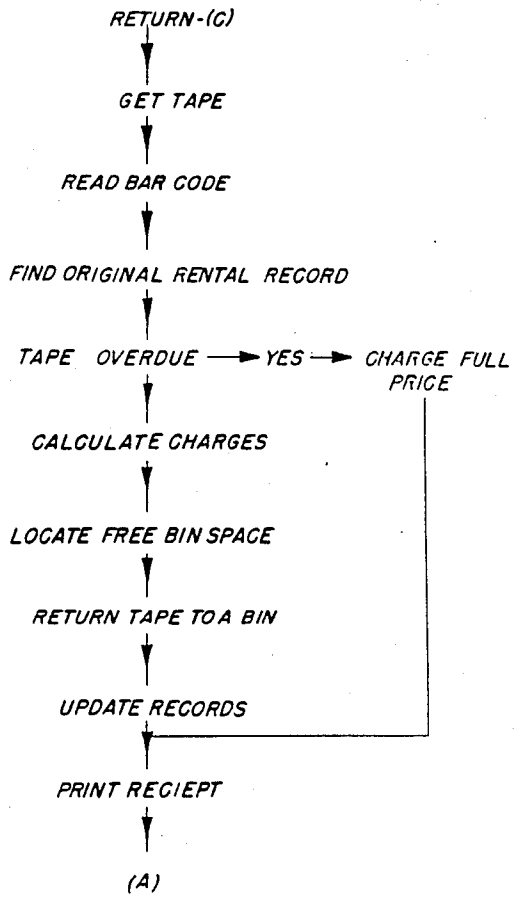 RETURN-(C)
GET TAPE
READ BAR CODE
FIND ORIGINAL RENTAL RECORD
TAPE OVERDUE YES CHARGE FULL
PRICE
CALCULATE CHARGES
LOCATE FREE BIN SPACE
RETURN TAPE TO A BIN
UPDATE RECORDS
PRINT RECIEPT
(A)